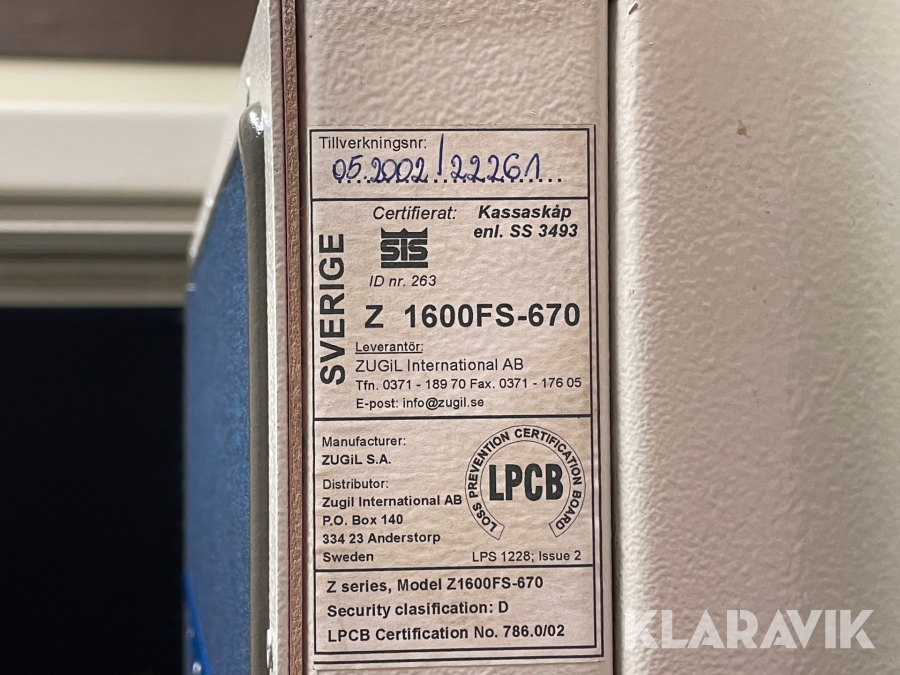 Tillverkningsnr:
05.2002/22261
Certifierat: Kassaskåp
enl. SS 3493
SIS
ID nr. 263
SVERIGE
Z 1600FS-670
Leverantör:
ZUGiL International AB
Tfn. 0371 - 189 70 Fax. 0371 - 176 05
E-post: info@zugil.se
Manufacturer:
ZUGiL S.A.
Distributor:
Zugil International AB
P.O. Box 140
334 23 Anderstorp
Sweden
LOSS PREVENTION CERTIFICATION BOARD
LPCB
LPS 1228; Issue 2
Z series, Model Z1600FS-670
Security clasification: D
LPCB Certification No. 786.0/02
KLARAVIK